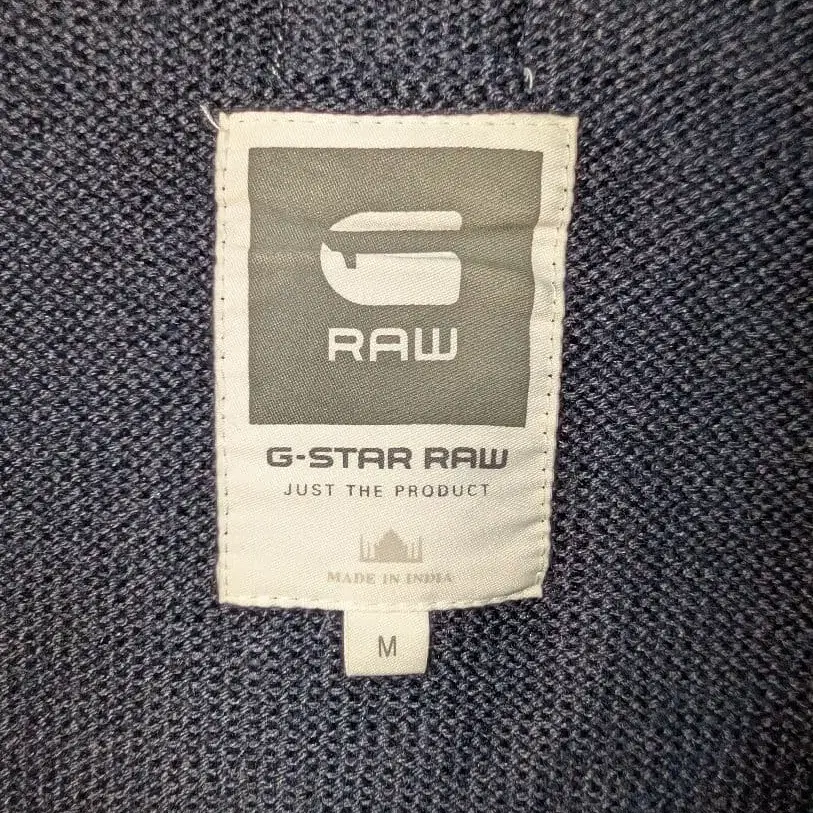 G
RAW
G-STAR RAW
JUST THE PRODUCT
MADE IN INDIA
M